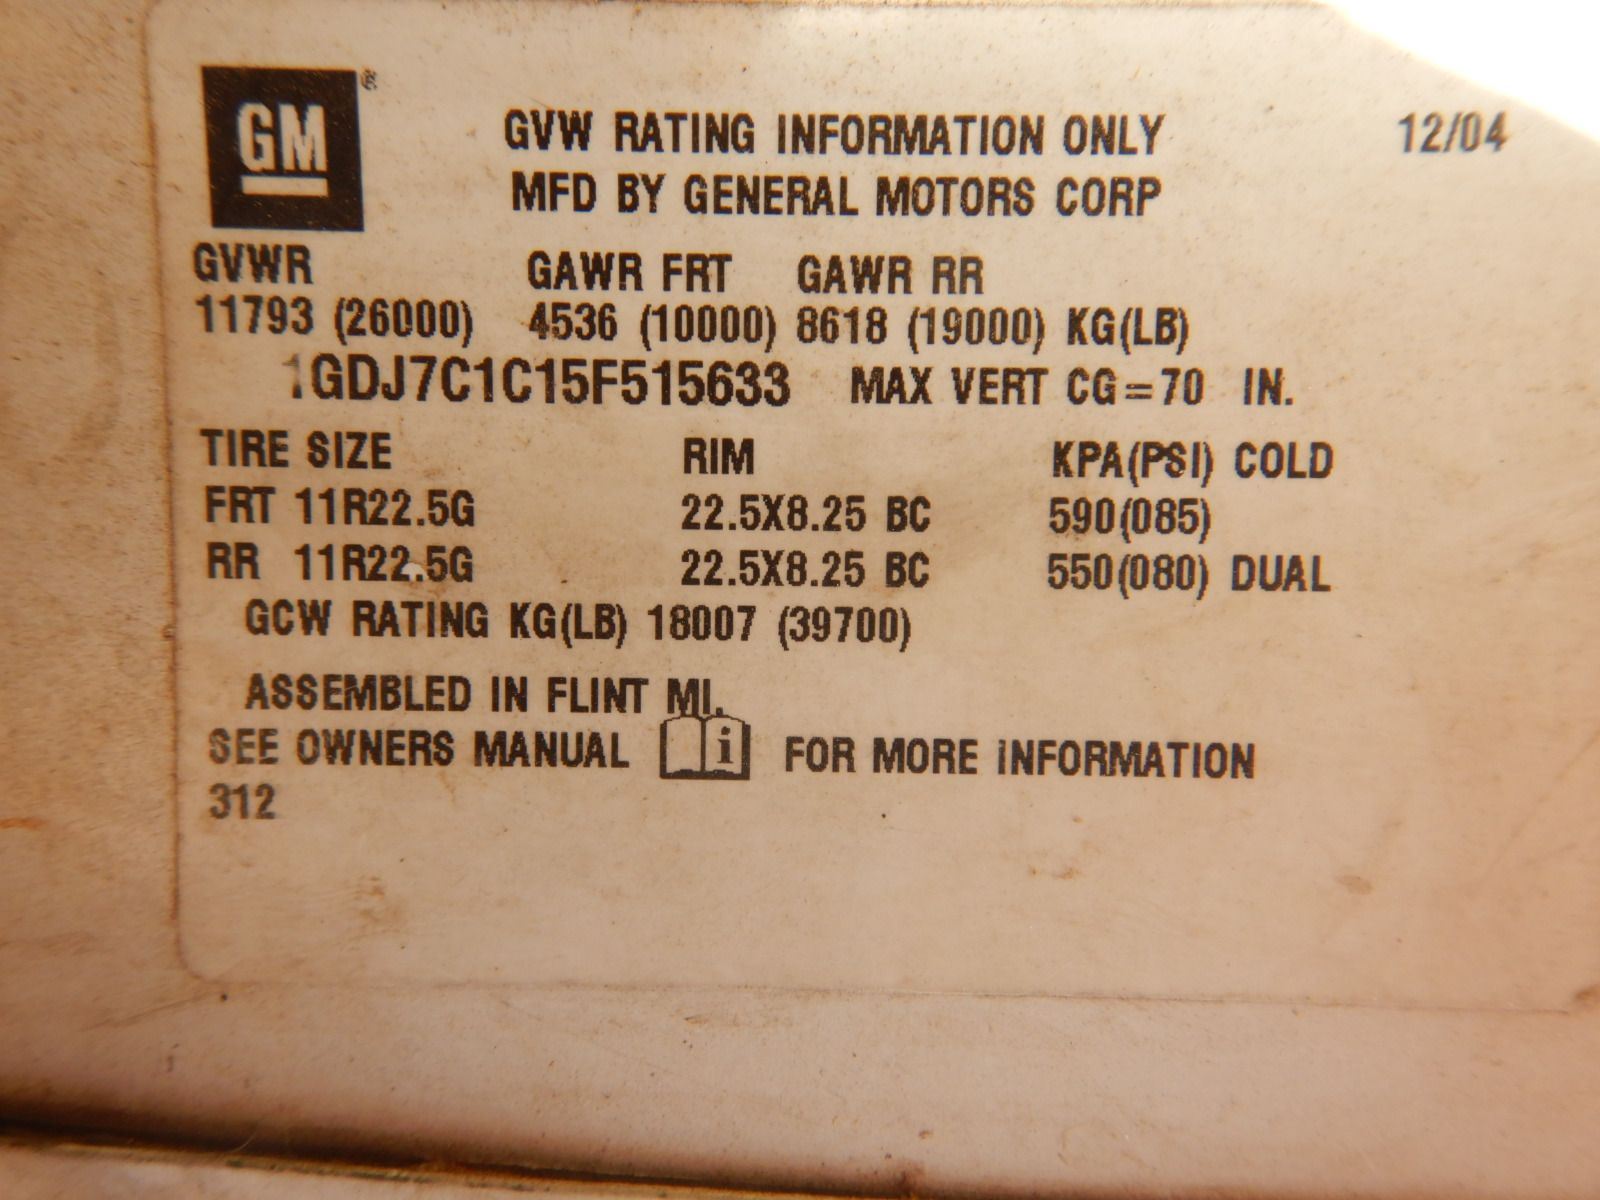 GM ®
GVW RATING INFORMATION ONLY 12/04
MFD BY GENERAL MOTORS CORP
GVWR GAWR FRT GAWR RR
11793 (26000) 4536 (10000) 8618 (19000) KG(LB)
1GDJ7C1C15F515633 MAX VERT CG=70 IN.
TIRE SIZE RIM KPA(PSI) COLD
FRT 11R22.5G 22.5X8.25 BC 590(085)
RR 11R22.5G 22.5X8.25 BC 550(080) DUAL
GCW RATING KG(LB) 18007 (39700)
ASSEMBLED IN FLINT MI.
SEE OWNERS MANUAL i FOR MORE INFORMATION
312